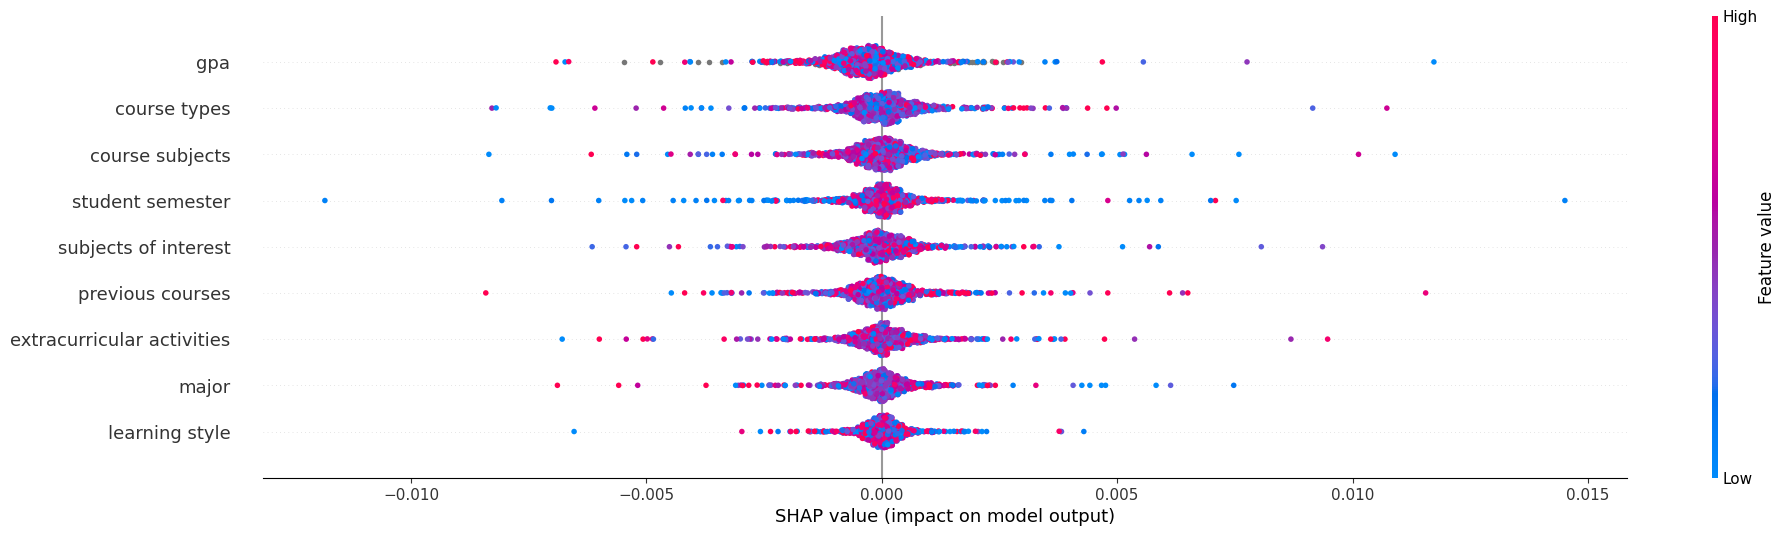 High
gpa
course types
course subjects
student semester
subjects of interest
previous courses
extracurricular activities
major
learning style
Feature value
Low
−0.010 −0.005 0.000 0.005 0.010 0.015
SHAP value (impact on model output)